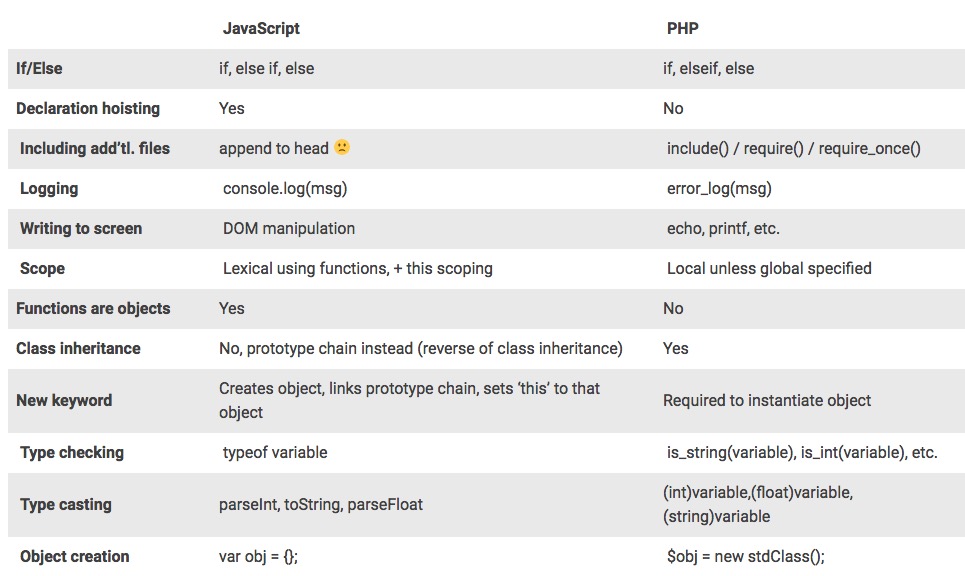 JavaScript PHP
If/Else if, else if, else if, elseif, else
Declaration hoisting Yes No
Including add’tl. files append to head 🙁 include() / require() / require_once()
Logging console.log(msg) error_log(msg)
Writing to screen DOM manipulation echo, printf, etc.
Scope Lexical using functions, + this scoping Local unless global specified
Functions are objects Yes No
Class inheritance No, prototype chain instead (reverse of class inheritance) Yes
New keyword Creates object, links prototype chain, sets ‘this’ to that
object Required to instantiate object
Type checking typeof variable is_string(variable), is_int(variable), etc.
Type casting parseInt, toString, parseFloat (int)variable,(float)variable,
(string)variable
Object creation var obj = {}; $obj = new stdClass();